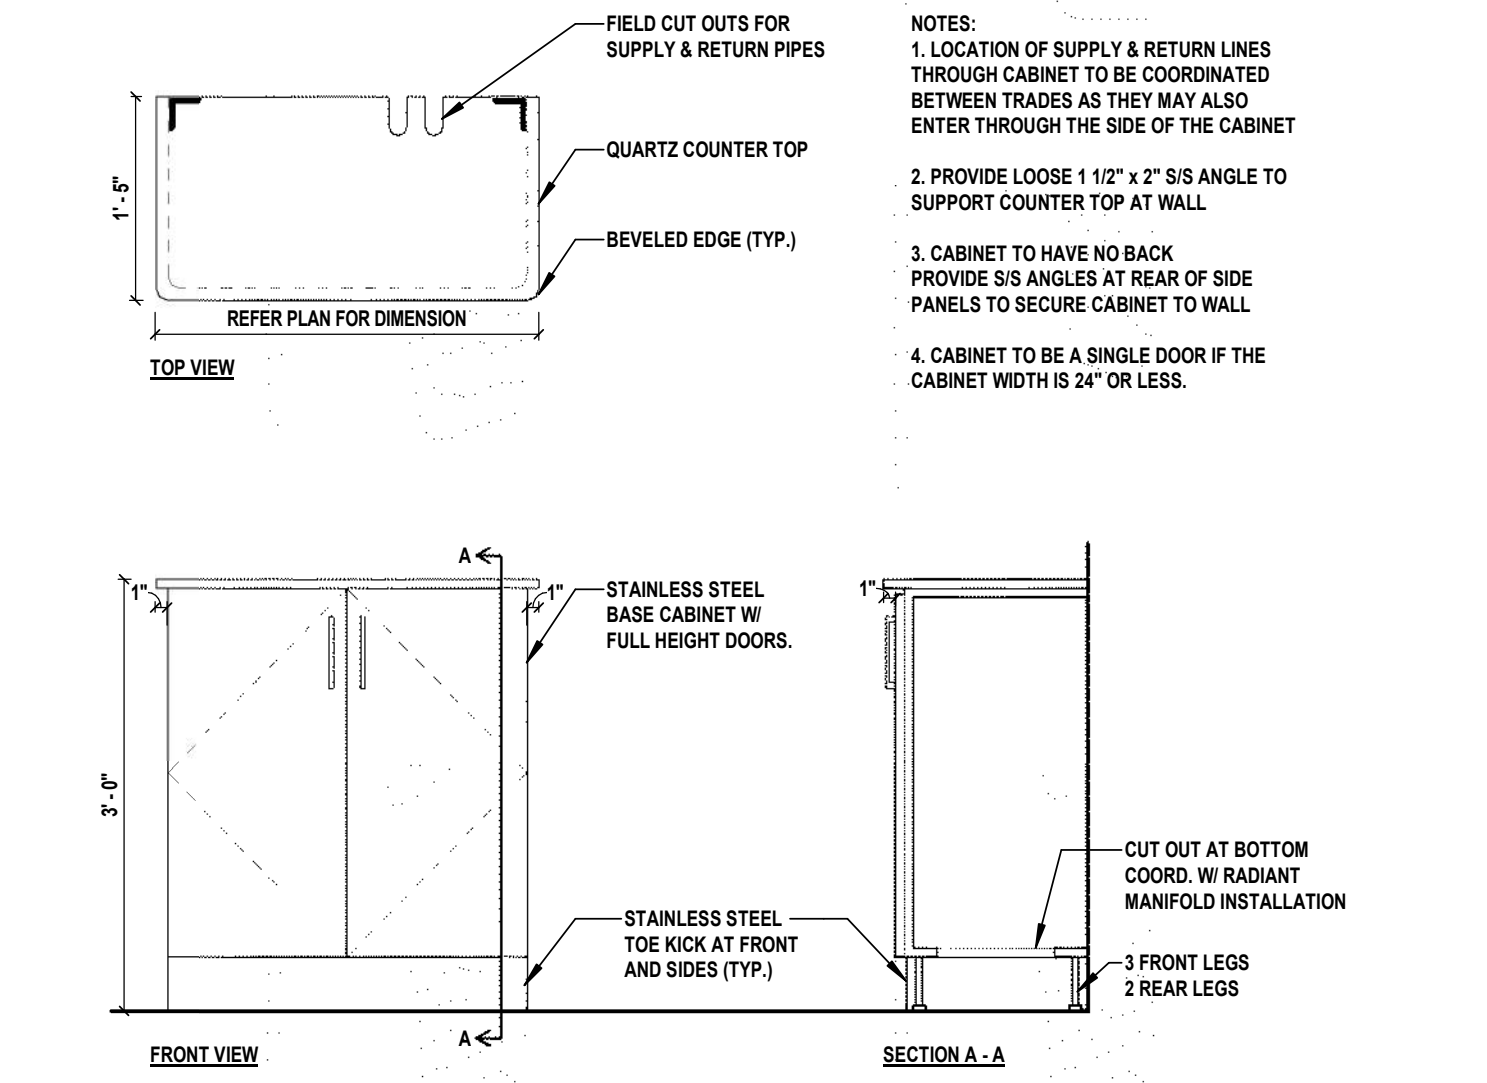 FIELD CUT OUTS FOR
SUPPLY & RETURN PIPES
QUARTZ COUNTER TOP
BEVELED EDGE (TYP.)
1' - 5"
REFER PLAN FOR DIMENSION
TOP VIEW
NOTES:
1. LOCATION OF SUPPLY & RETURN LINES
THROUGH CABINET TO BE COORDINATED
BETWEEN TRADES AS THEY MAY ALSO
ENTER THROUGH THE SIDE OF THE CABINET
2. PROVIDE LOOSE 1 1/2" x 2" S/S ANGLE TO
SUPPORT COUNTER TOP AT WALL
3. CABINET TO HAVE NO BACK
PROVIDE S/S ANGLES AT REAR OF SIDE
PANELS TO SECURE CABINET TO WALL
4. CABINET TO BE A SINGLE DOOR IF THE
CABINET WIDTH IS 24" OR LESS.
A
1"
1"
STAINLESS STEEL
BASE CABINET W/
FULL HEIGHT DOORS.
3' - 0"
STAINLESS STEEL
TOE KICK AT FRONT
AND SIDES (TYP.)
A
FRONT VIEW
1"
CUT OUT AT BOTTOM
COORD. W/ RADIANT
MANIFOLD INSTALLATION
3 FRONT LEGS
2 REAR LEGS
SECTION A - A